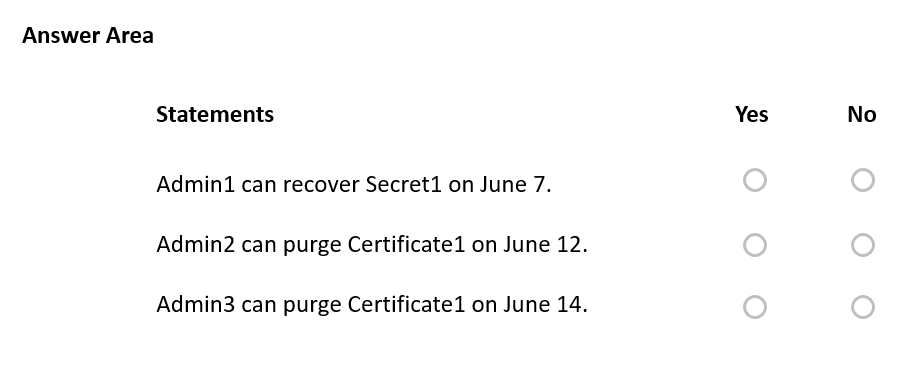 Answer Area
Statements Yes No
Admin1 can recover Secret1 on June 7.
Admin2 can purge Certificate1 on June 12.
Admin3 can purge Certificate1 on June 14.